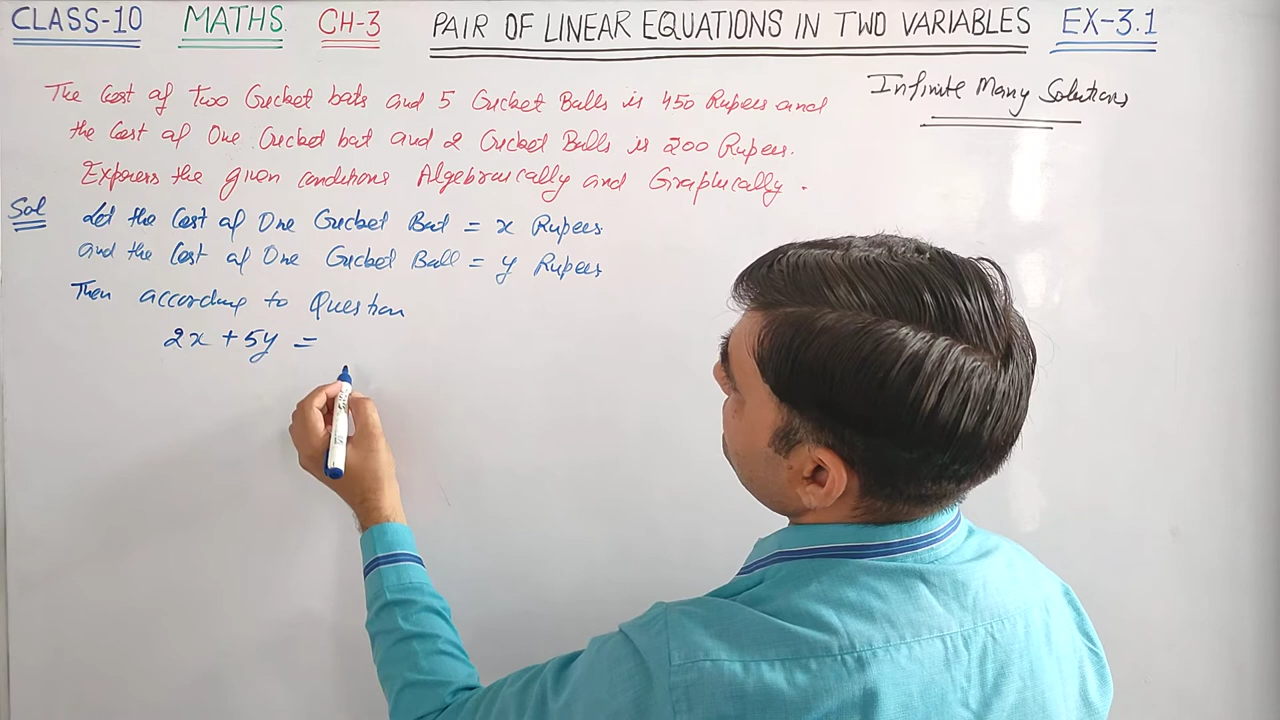 CLASS-10 MATHS CH-3 PAIR OF LINEAR EQUATIONS IN TWO VARIABLES EX-3.1
Infinite Many Solutions
The Cost of Two Cricket bats and 5 Cricket Balls is 450 Rupees and
the Cost of One Cricket bat and 2 Cricket Balls is 200 Rupees.
Express the given conditions Algebraically and Graphically.
Sol Let the Cost of One Cricket Bat = x Rupees
and the Cost of One Cricket Ball = y Rupees
Then according to Question
2x + 5y =